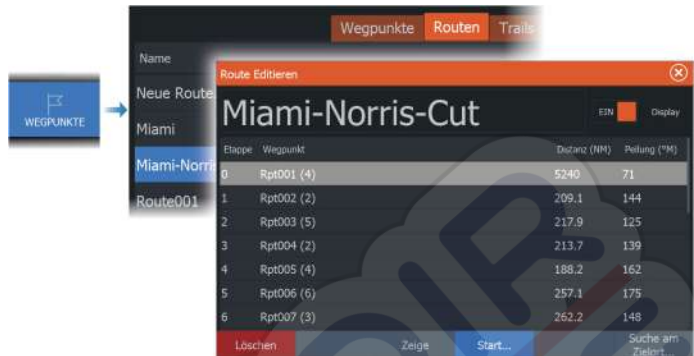 Wegpunkte Routen Trails
Name
Neue Route
Miami
Miami-Norris
Route001
WEGPUNKTE
Route Editieren
Miami-Norris-Cut
EIN Display
Etappe Wegpunkt Distanz (NM) Peilung (°M)
0 Rpt001 (4) 5240 71
1 Rpt002 (2) 209.1 144
2 Rpt003 (5) 217.9 125
3 Rpt004 (2) 213.7 139
4 Rpt005 (4) 188.2 162
5 Rpt006 (6) 257.1 175
6 Rpt007 (3) 262.2 148
Löschen Zeige Start... Suche am
Zielort...